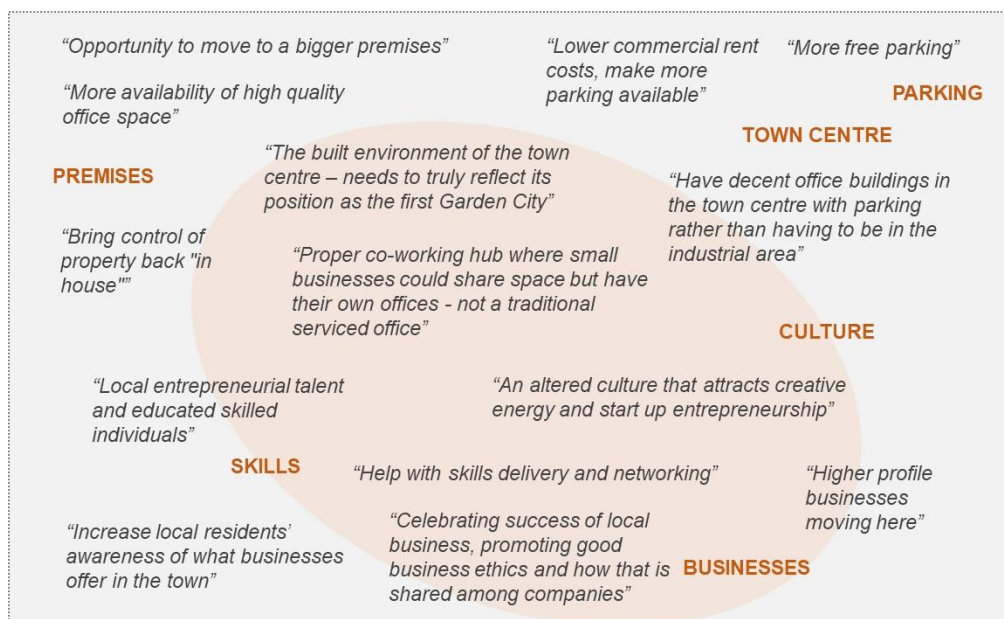 “Opportunity to move to a bigger premises”
“Lower commercial rent
costs, make more
parking available”
“More free parking”
“More availability of high quality
office space”
PARKING
TOWN CENTRE
PREMISES
“The built environment of the town
centre – needs to truly reflect its
position as the first Garden City”
“Have decent office buildings in
the town centre with parking
rather than having to be in the
industrial area”
“Bring control of
property back "in
house"”
“Proper co-working hub where small
businesses could share space but have
their own offices - not a traditional
serviced office”
CULTURE
“Local entrepreneurial talent
and educated skilled
individuals”
“An altered culture that attracts creative
energy and start up entrepreneurship”
SKILLS
“Help with skills delivery and networking”
“Higher profile
businesses
moving here”
“Increase local residents’
awareness of what businesses
offer in the town”
“Celebrating success of local
business, promoting good
business ethics and how that is
shared among companies”
BUSINESSES